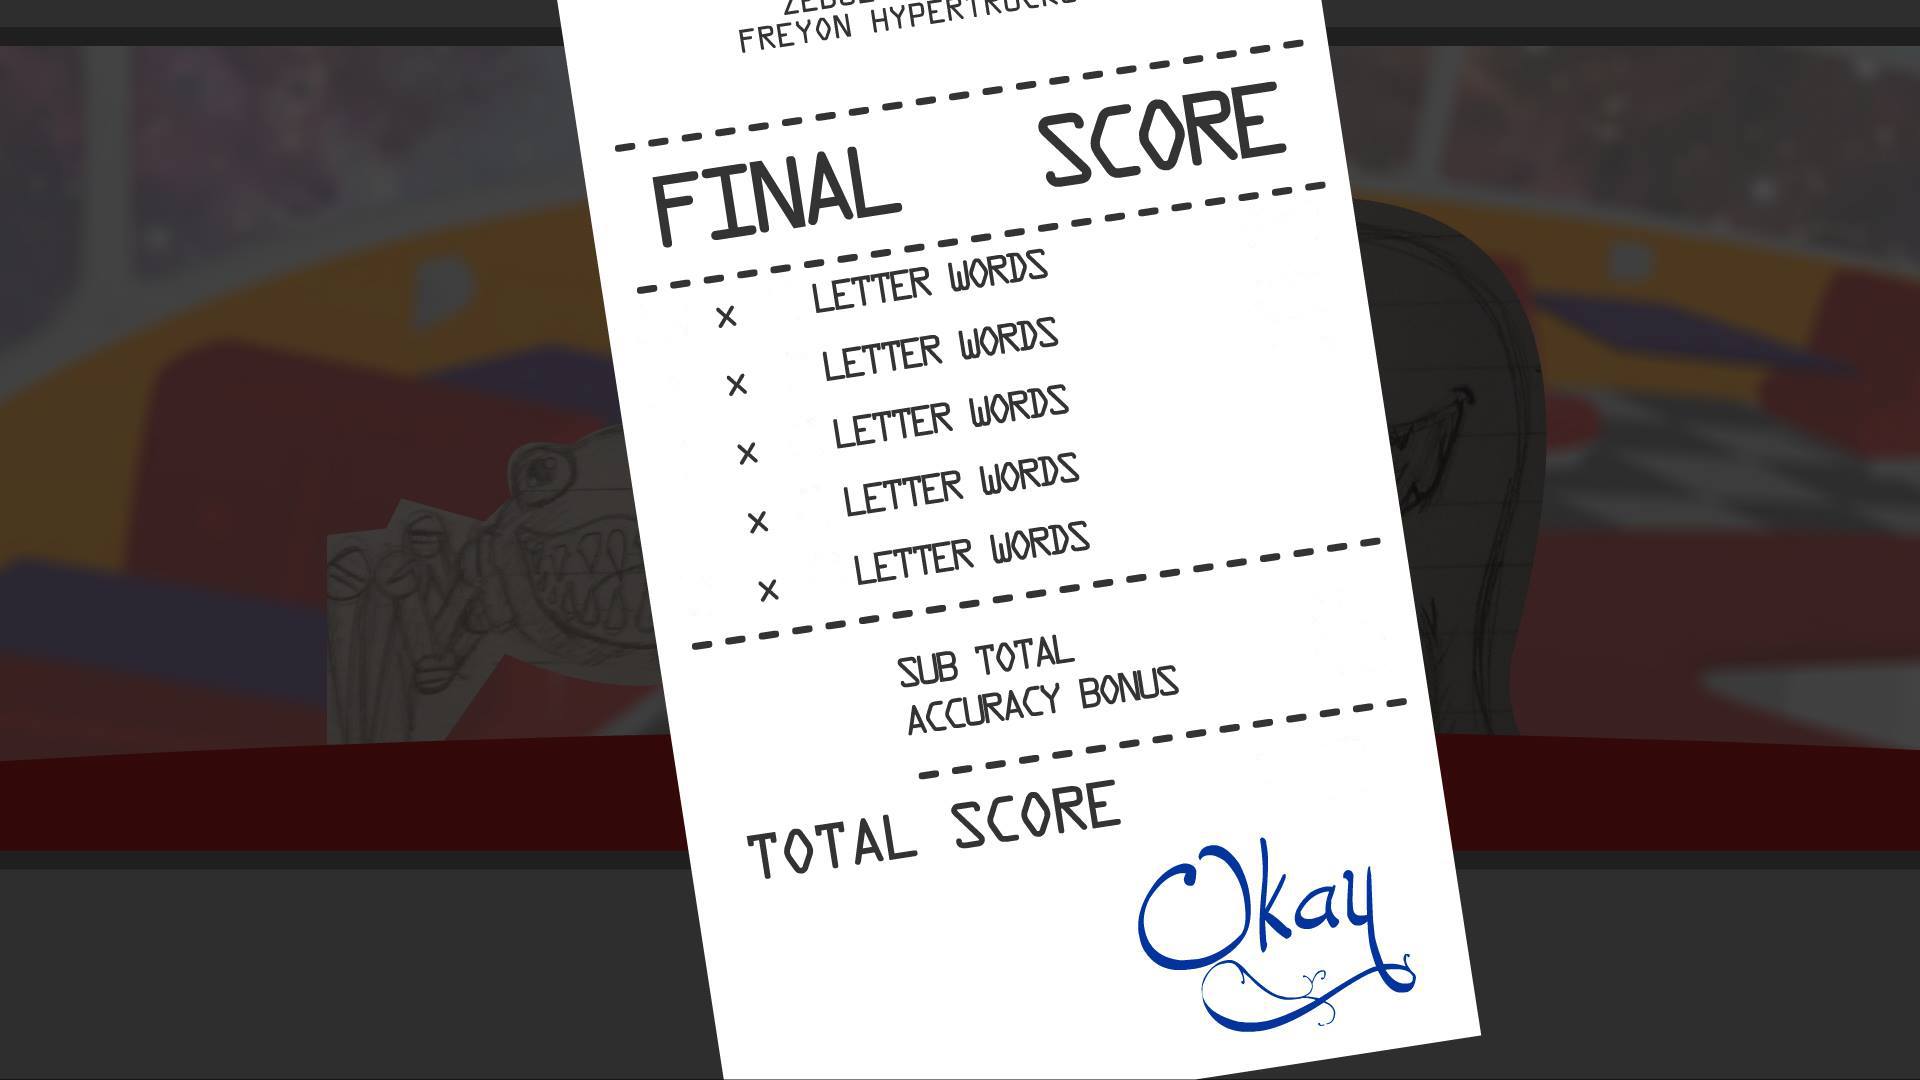 FREYON HYPERTRUCKS
FINAL SCORE
x LETTER WORDS
x LETTER WORDS
x LETTER WORDS
x LETTER WORDS
x LETTER WORDS
SUB TOTAL
ACCURACY BONUS
TOTAL SCORE
Okay